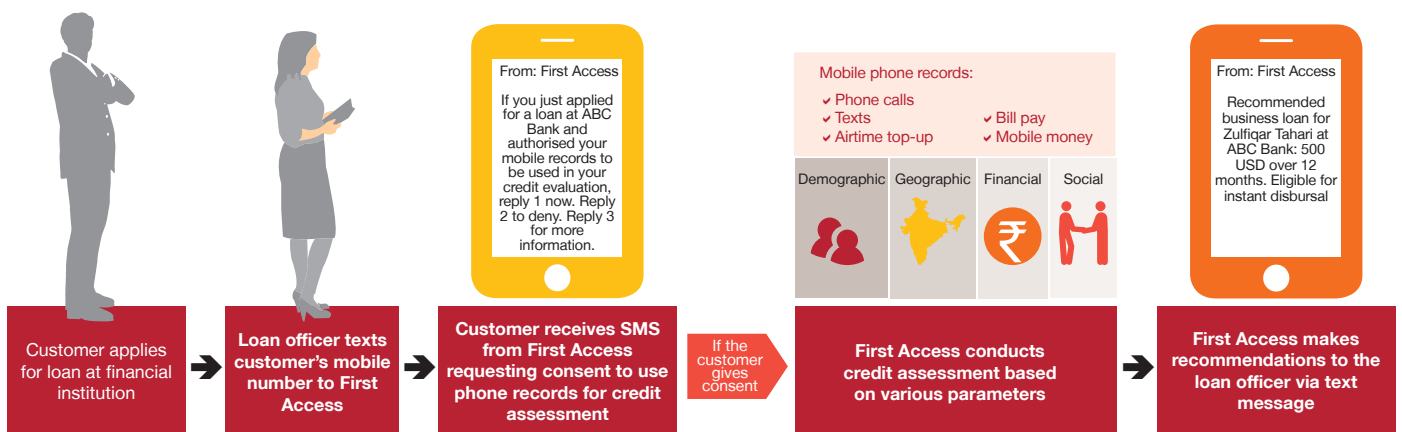 From: First Access
If you just applied
for a loan at ABC
Bank and
authorised your
mobile records to
be used in your
credit evaluation,
reply 1 now. Reply
2 to deny. Reply 3
for more
information.
Mobile phone records:
Phone calls
Texts
Airtime top-up
Bill pay
Mobile money
Demographic
Geographic
Financial
Social
₹
From: First Access
Recommended
business loan for
Zulfiqar Tahari at
ABC Bank: 500
USD over 12
months. Eligible for
instant disbursal
Customer applies
for loan at financial
institution
Loan officer texts
customer’s mobile
number to First
Access
Customer receives SMS
from First Access
requesting consent to use
phone records for credit
assessment
If the
customer
gives
consent
First Access conducts
credit assessment based
on various parameters
First Access makes
recommendations to the
loan officer via text
message